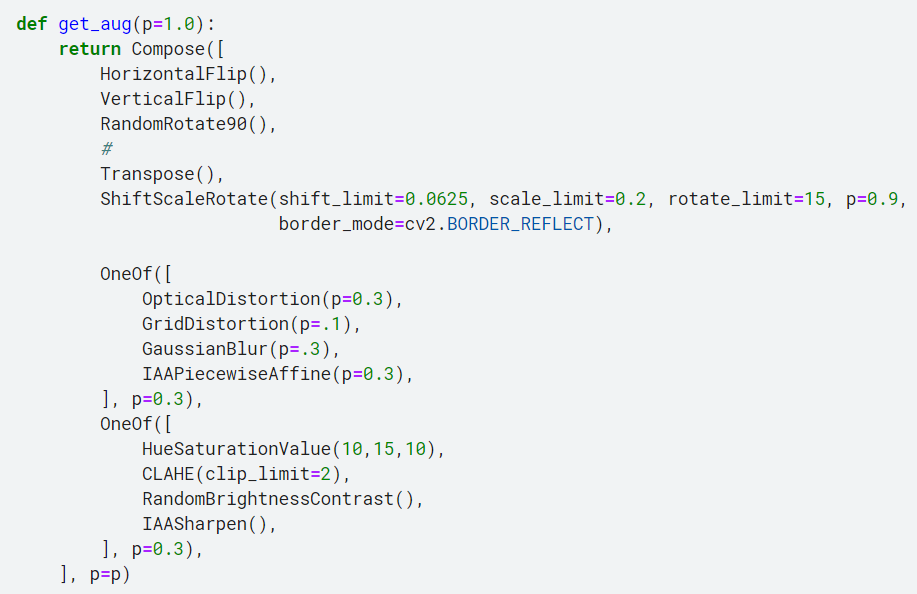 def get_aug(p=1.0):
    return Compose([
        HorizontalFlip(),
        VerticalFlip(),
        RandomRotate90(),
        #
        Transpose(),
        ShiftScaleRotate(shift_limit=0.0625, scale_limit=0.2, rotate_limit=15, p=0.9,
                         border_mode=cv2.BORDER_REFLECT),

        OneOf([
            OpticalDistortion(p=0.3),
            GridDistortion(p=.1),
            GaussianBlur(p=.3),
            IAAPiecewiseAffine(p=0.3),
        ], p=0.3),
        OneOf([
            HueSaturationValue(10,15,10),
            CLAHE(clip_limit=2),
            RandomBrightnessContrast(),
            IAASharpen(),
        ], p=0.3),
    ], p=p)